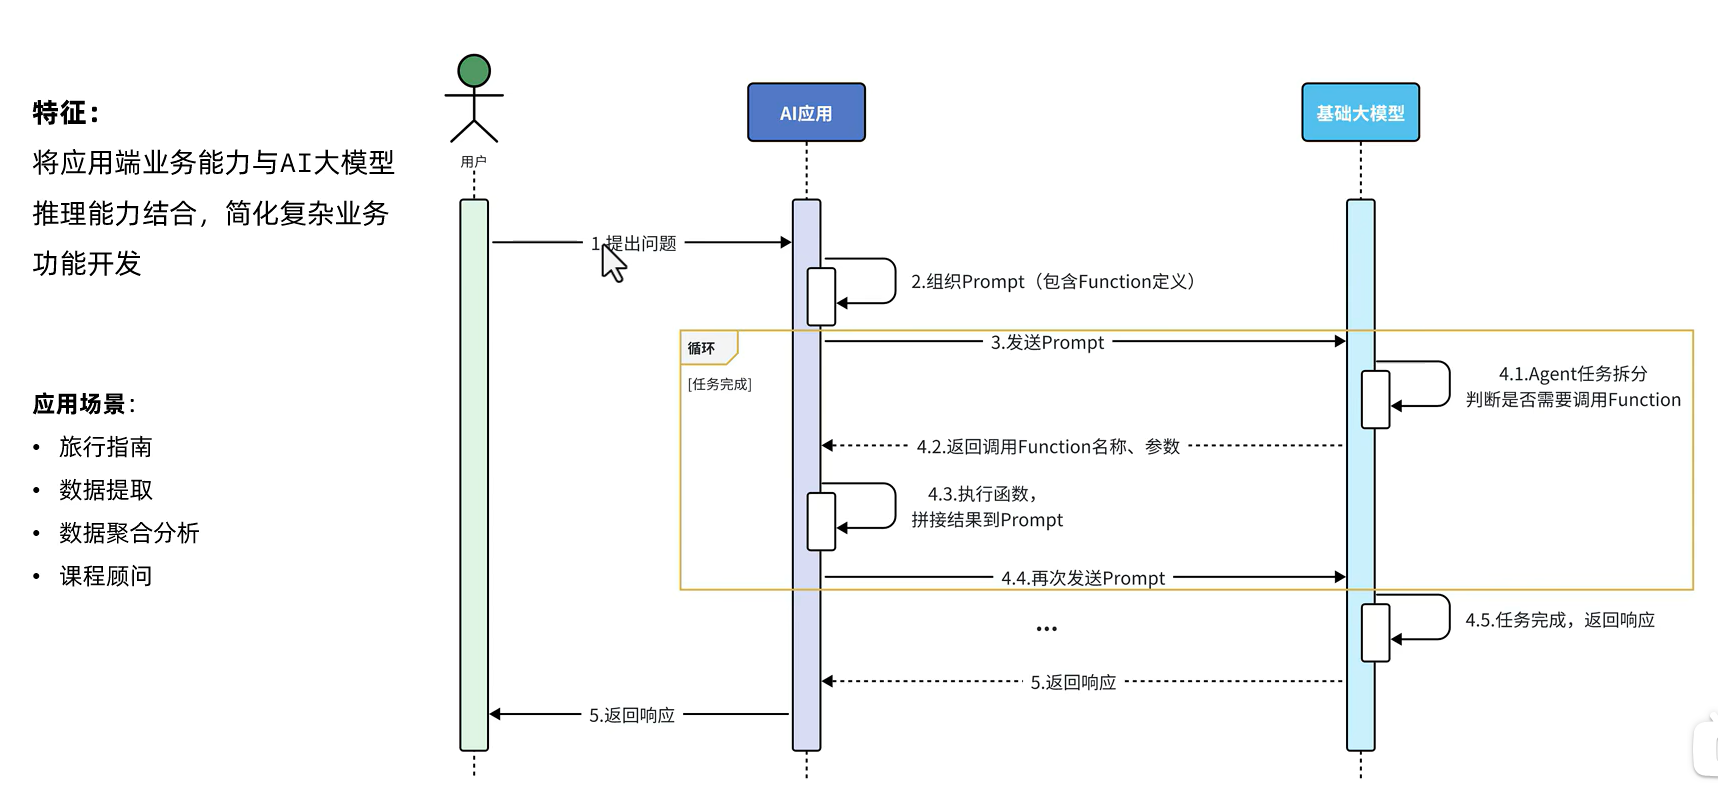 特征：
将应用端业务能力与AI大模型
推理能力结合，简化复杂业务
功能开发
应用场景：
• 旅行指南
• 数据提取
• 数据聚合分析
• 课程顾问
用户
AI应用
基础大模型
1.提出问题
2.组织Prompt（包含Function定义）
循环
[任务完成]
3.发送Prompt
4.1.Agent任务拆分
判断是否需要调用Function
4.2.返回调用Function名称、参数
4.3.执行函数，
拼接结果到Prompt
4.4.再次发送Prompt
4.5.任务完成，返回响应
...
5.返回响应
5.返回响应